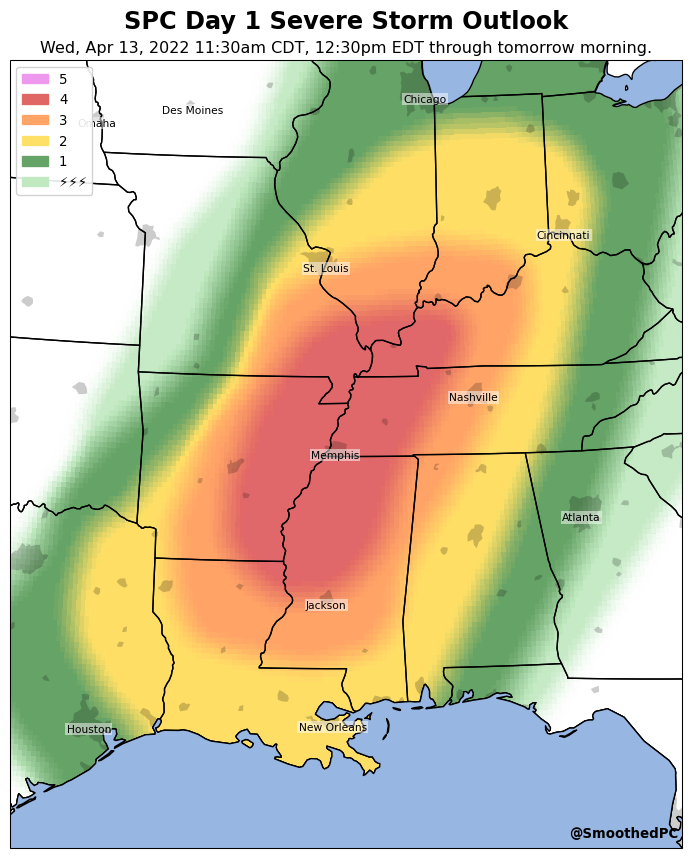 SPC Day 1 Severe Storm Outlook
Wed, Apr 13, 2022 11:30am CDT, 12:30pm EDT through tomorrow morning.
5
4
3
2
1
⚡⚡⚡
Omaha
Des Moines
Chicago
Cincinnati
St. Louis
Nashville
Memphis
Atlanta
Jackson
Houston
New Orleans
@SmoothedPC